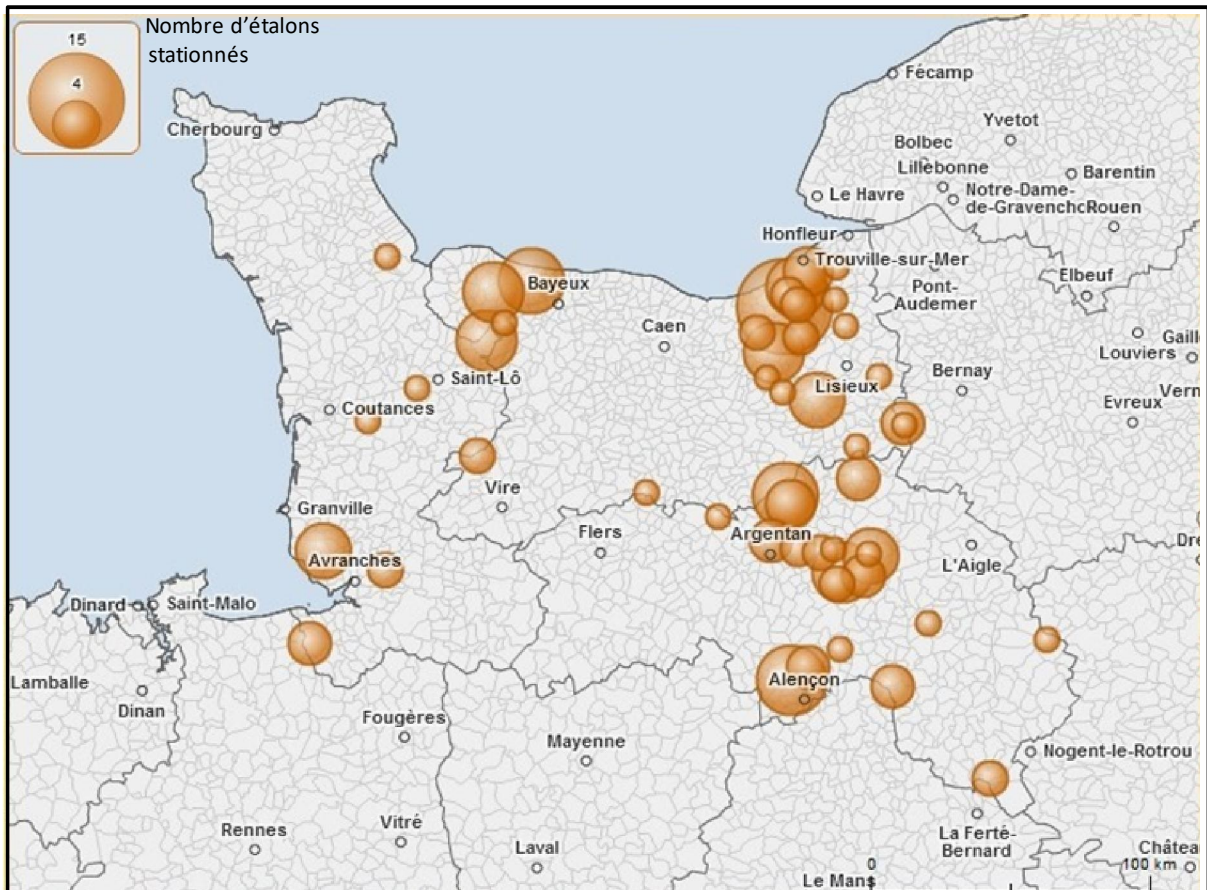 Nombre d'étalons
stationnés
15
4
Fécamp
Cherbourg
Yvetot
Bolbec
Lillebonne
Barentin
Le Havre
Notre-Dame-
de-GravenchcRouen
Honfleur
Trouville-sur-Mer
Elbeuf
Pont-
Audemer
Bayeux
Caen
Gaill
Louviers
Saint-Lô
Lisieux
Bernay
Vern
Coutances
Evreux
Vire
Granville
Flers
Argentan
Dre
L'Aigle
Avranches
Dinard
Saint-Malo
Lamballe
Alençon
Dinan
Fougères
Mayenne
Nogent-le-Rotrou
Rennes
Vitré
La Ferté-
Bernard
Laval
Châtea
0
100 km
Le Mans